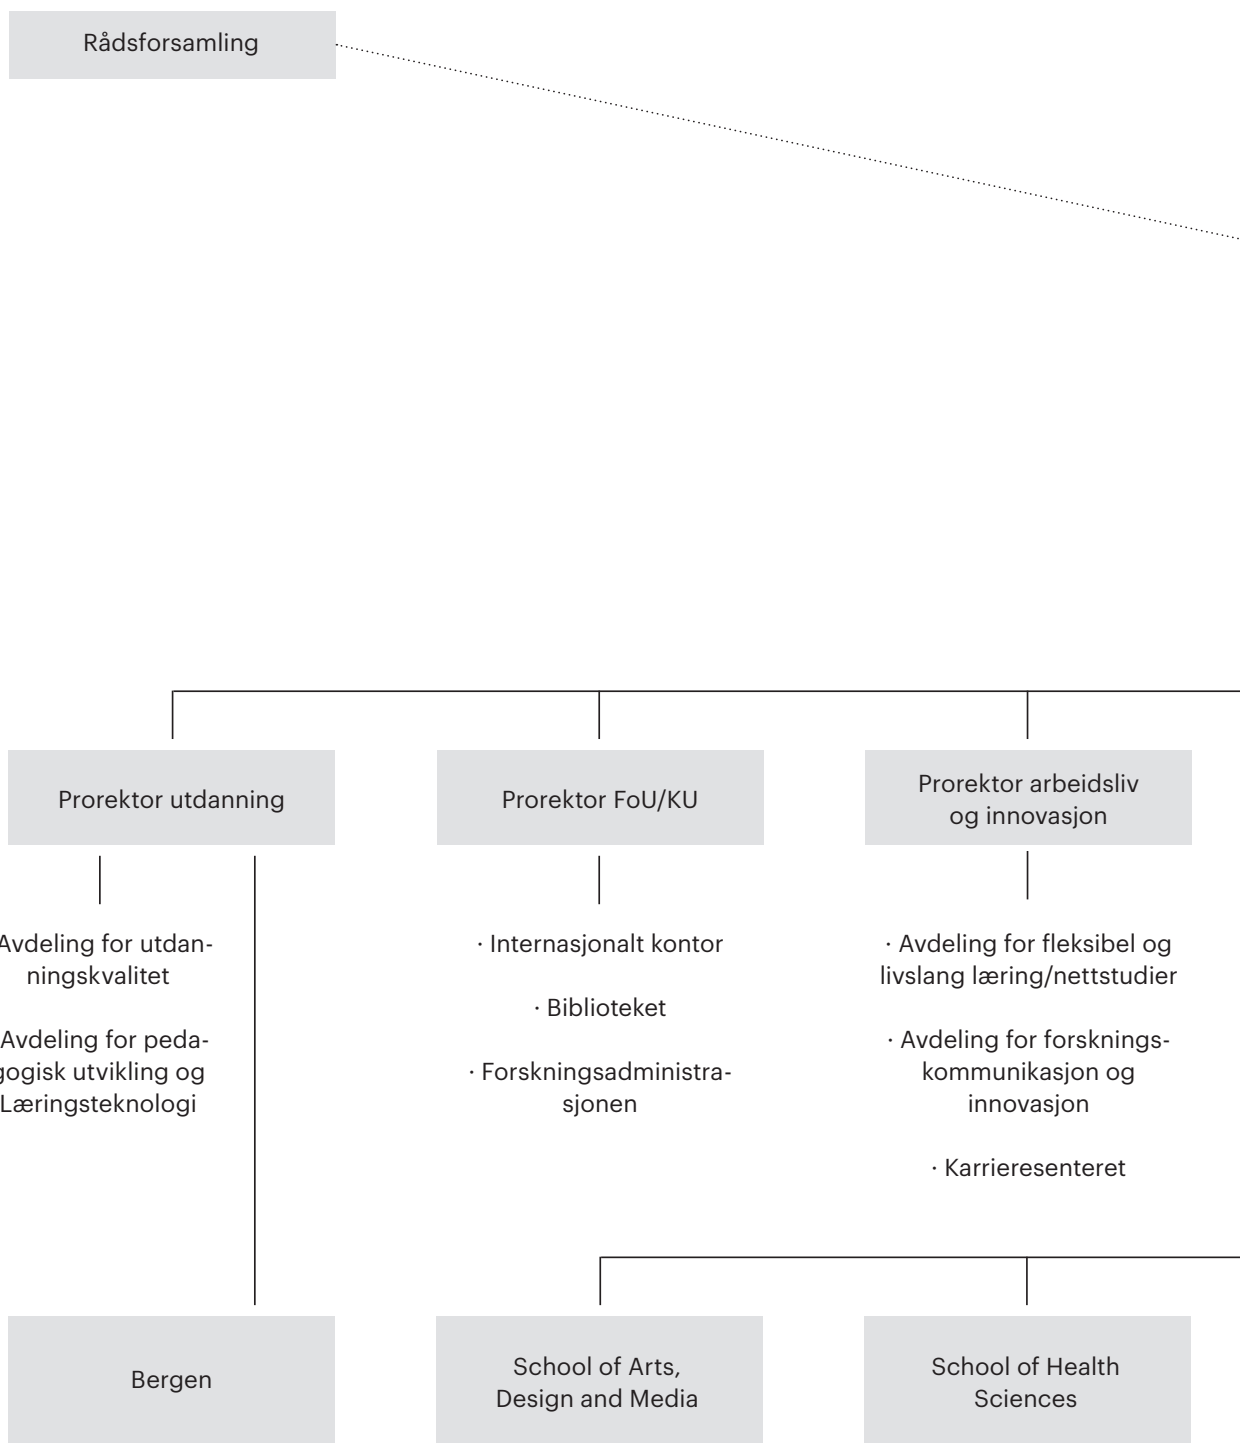 Rådsforsamling
Prorektor utdanning
Prorektor FoU/KU
Prorektor arbeidsliv
og innovasjon
Avdeling for utdan-
ningskvalitet
Avdeling for peda-
gogisk utvikling og
Læringsteknologi
· Internasjonalt kontor
· Biblioteket
· Forskningsadministra-
sjonen
· Avdeling for fleksibel og
livslang læring/nettstudier
· Avdeling for forsknings-
kommunikasjon og
innovasjon
· Karrieresenteret
Bergen
School of Arts,
Design and Media
School of Health
Sciences